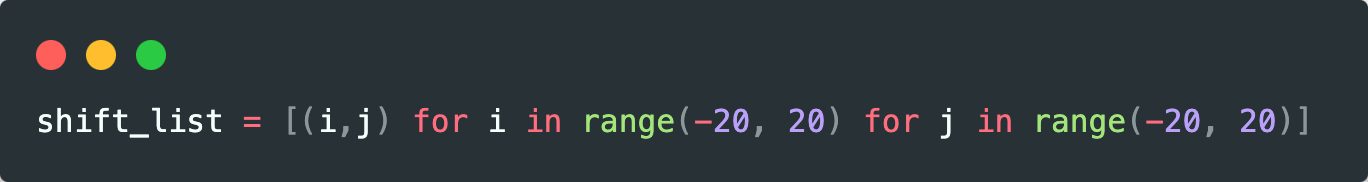 shift_list = [(i,j) for i in range(-20, 20) for j in range(-20, 20)]